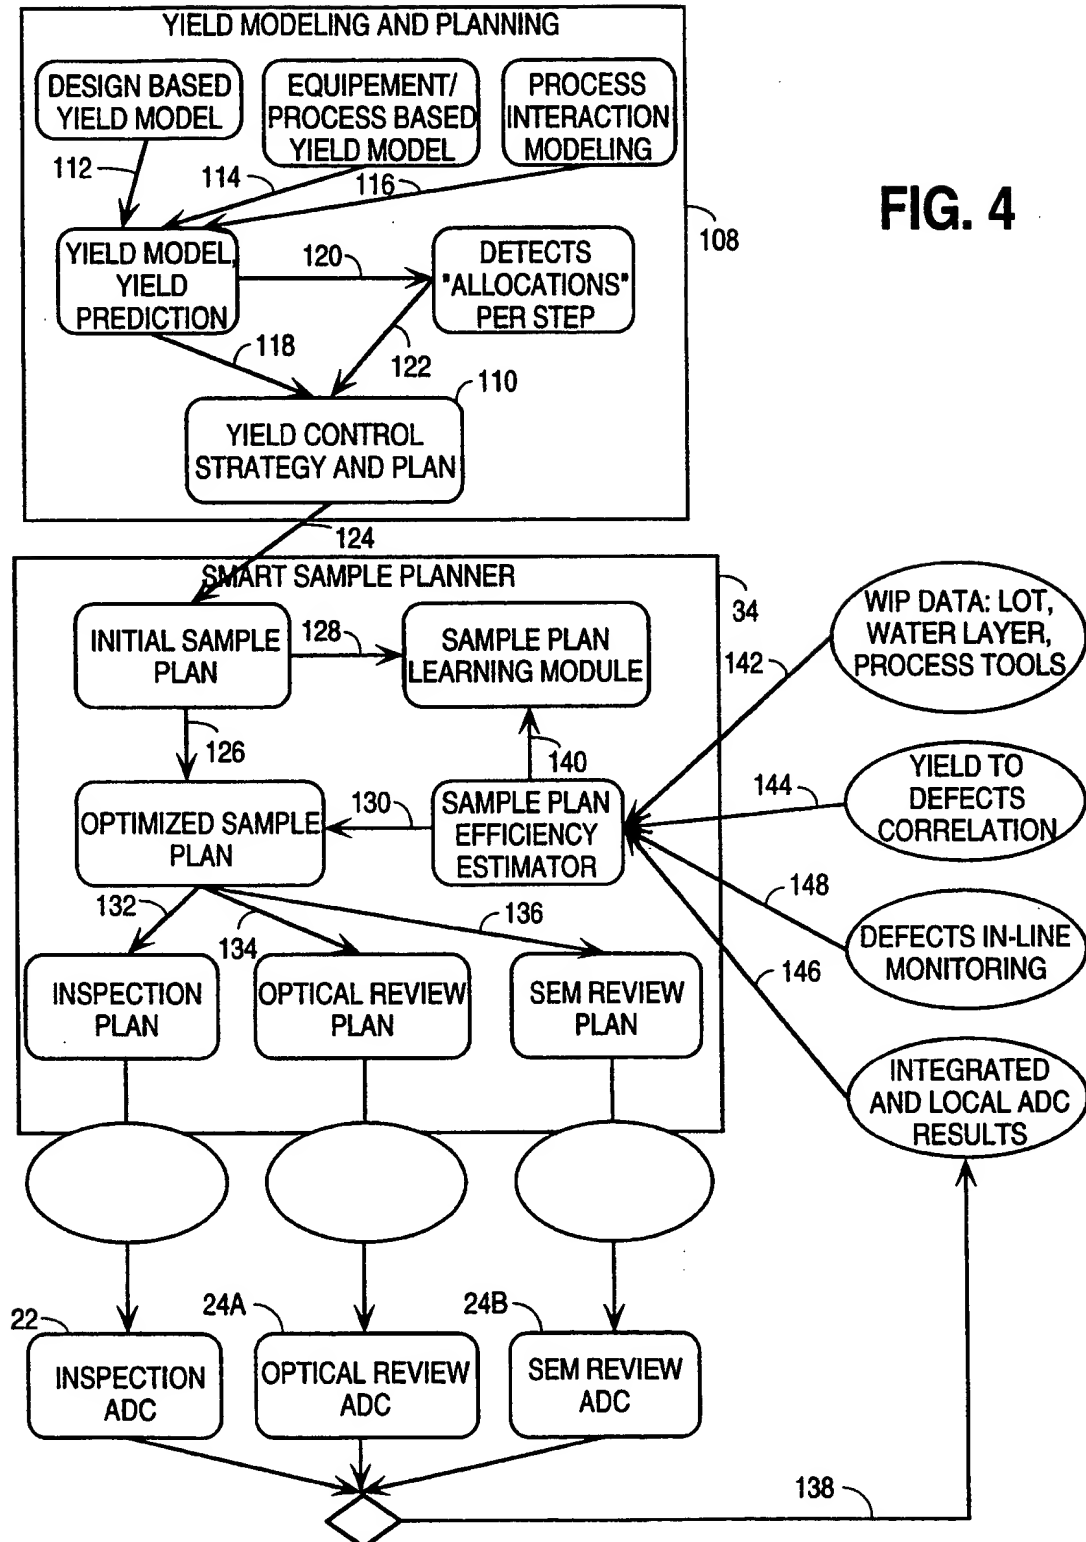 YIELD MODELING AND PLANNING
DESIGN BASED
YIELD MODEL
EQUIPEMENT/
PROCESS BASED
YIELD MODEL
PROCESS
INTERACTION
MODELING
112
114
116
FIG. 4
108
YIELD MODEL,
YIELD
PREDICTION
120
DETECTS
"ALLOCATIONS"
PER STEP
118
122
110
YIELD CONTROL
STRATEGY AND PLAN
124
SMART SAMPLE PLANNER
34
INITIAL SAMPLE
PLAN
128
SAMPLE PLAN
LEARNING MODULE
142
WIP DATA: LOT,
WATER LAYER,
PROCESS TOOLS
126
140
OPTIMIZED SAMPLE
PLAN
130
SAMPLE PLAN
EFFICIENCY
ESTIMATOR
144
YIELD TO
DEFECTS
CORRELATION
132
134
136
148
DEFECTS IN-LINE
MONITORING
146
INSPECTION
PLAN
OPTICAL REVIEW
PLAN
SEM REVIEW
PLAN
INTEGRATED
AND LOCAL ADC
RESULTS
22
24A
24B
INSPECTION
ADC
OPTICAL REVIEW
ADC
SEM REVIEW
ADC
138